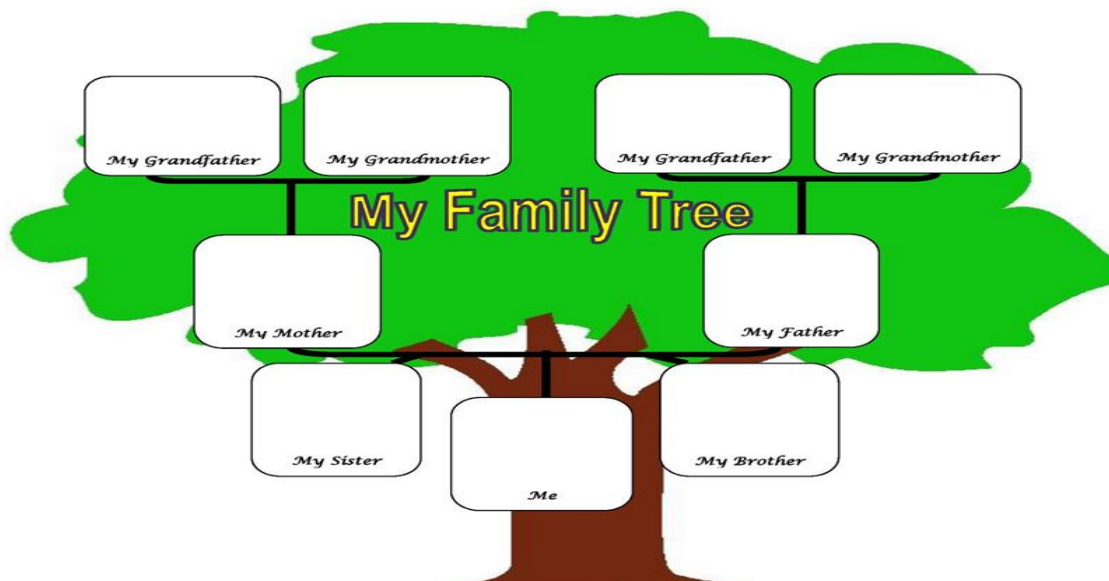 My Grandfather
My Grandmother
My Grandfather
My Grandmother
My Family Tree
My Mother
My Father
My Sister
My Brother
Me